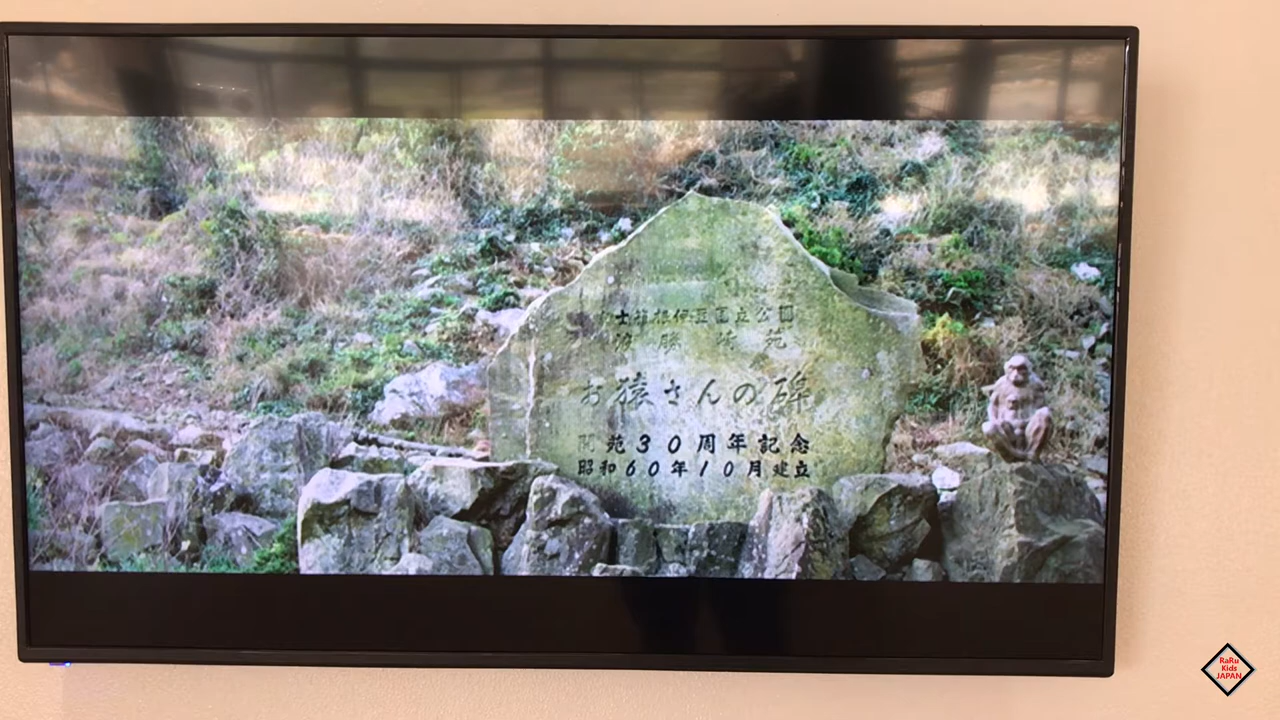 士箱根伊豆国立公園
波勝崎苑
お猿さんの碑
開苑30周年記念
昭和60年10月建立
RaRu
Kids
JAPAN